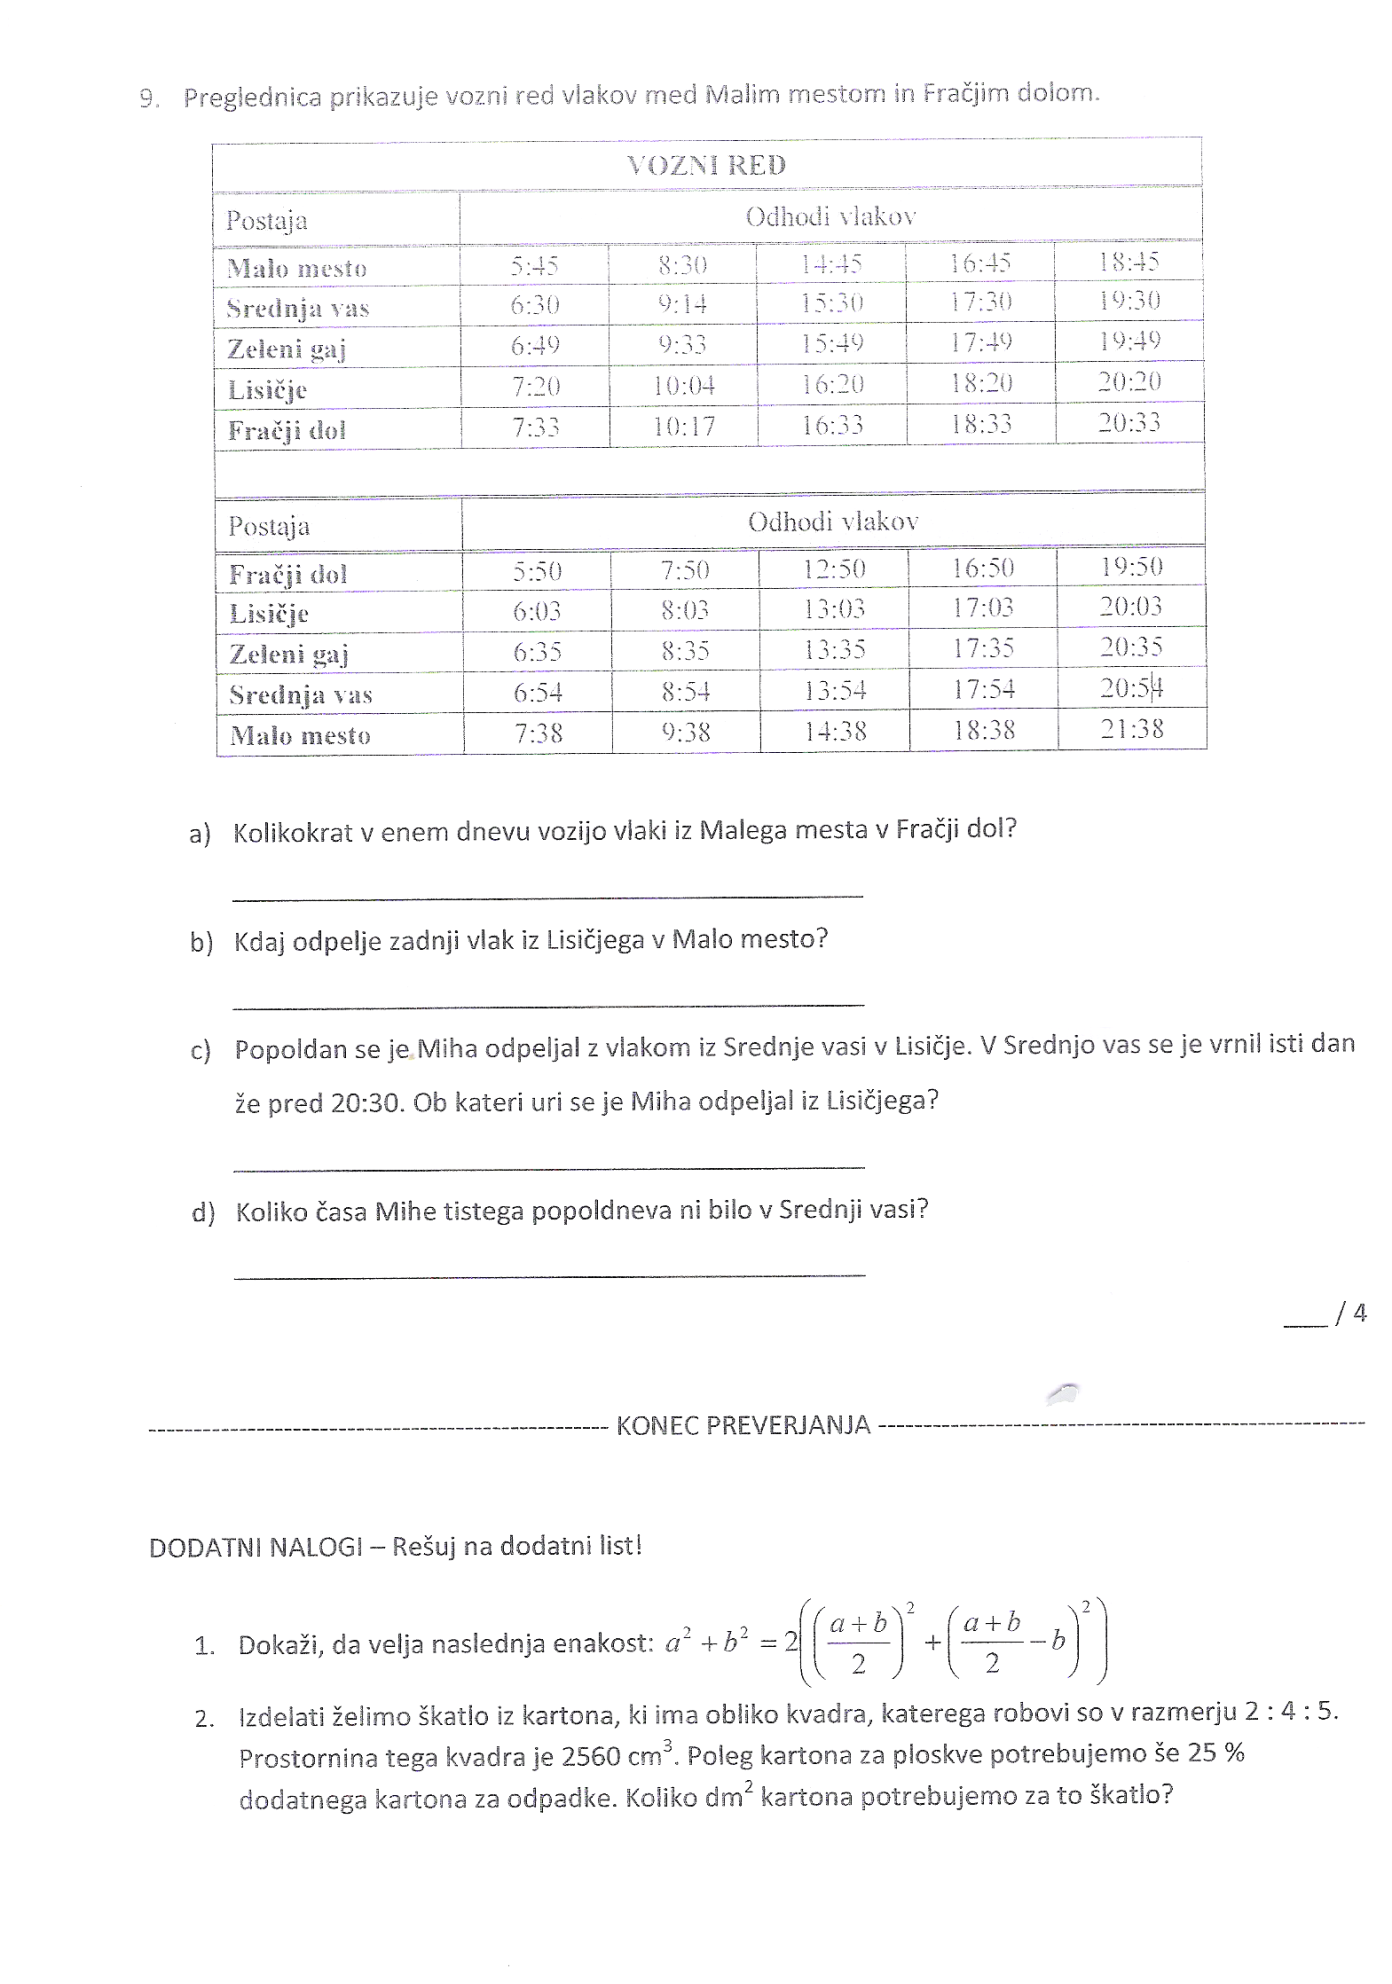 9. Preglednica prikazuje vozni red vlakov med Malim mestom in Fračjim dolom.
VOZNI RED
Postaja Odhodi vlakov
Malo mesto 5:45 8:30 14:45 16:45 18:45
Srednja vas 6:30 9:14 15:30 17:30 19:30
Zeleni gaj 6:49 9:33 15:49 17:49 19:49
Lisičje 7:20 10:04 16:20 18:20 20:20
Fračji dol 7:33 10:17 16:33 18:33 20:33
Postaja Odhodi vlakov
Fračji dol 5:50 7:50 12:50 16:50 19:50
Lisičje 6:03 8:03 13:03 17:03 20:03
Zeleni gaj 6:35 8:35 13:35 17:35 20:35
Srednja vas 6:54 8:54 13:54 17:54 20:54
Malo mesto 7:38 9:38 14:38 18:38 21:38
a) Kolikokrat v enem dnevu vozijo vlaki iz Malega mesta v Fračji dol?
b) Kdaj odpelje zadnji vlak iz Lisičjega v Malo mesto?
c) Popoldan se je Miha odpeljal z vlakom iz Srednje vasi v Lisičje. V Srednjo vas se je vrnil isti dan
že pred 20:30. Ob kateri uri se je Miha odpeljal iz Lisičjega?
d) Koliko časa Mihe tistega popoldneva ni bilo v Srednji vasi?
___ / 4
KONEC PREVERJANJA
DODATNI NALOGI – Rešuj na dodatni list!
1. Dokaži, da velja naslednja enakost: a² + b² = 2(((a+b)/2)² + ((a+b)/2 − b)²)
2. Izdelati želimo škatlo iz kartona, ki ima obliko kvadra, katerega robovi so v razmerju 2 : 4 : 5.
Prostornina tega kvadra je 2560 cm³. Poleg kartona za ploskve potrebujemo še 25 %
dodatnega kartona za odpadke. Koliko dm² kartona potrebujemo za to škatlo?